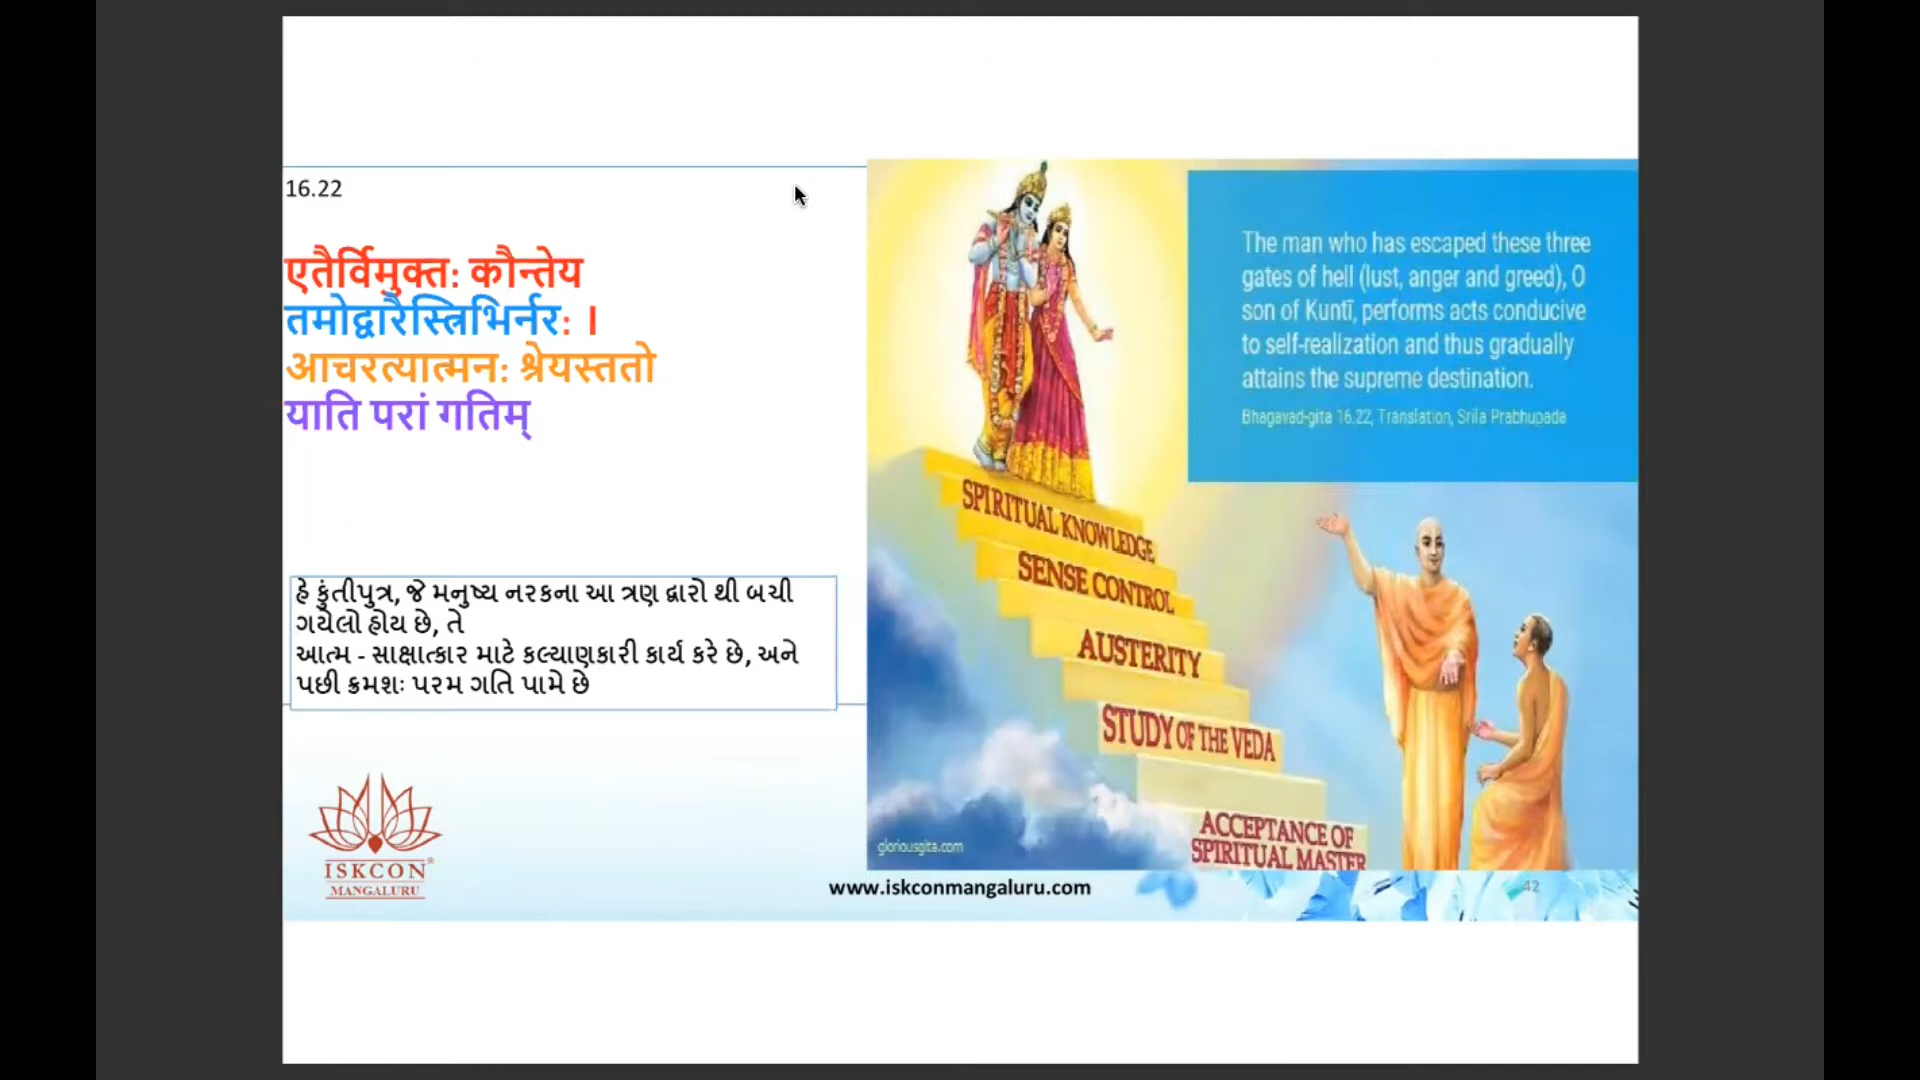 16.22
एतैर्विमुक्त: कौन्तेय
तमोद्वारैस्त्रिभिर्नर: ।
आचरत्यात्मन: श्रेयस्ततो
याति परां गतिम्
હે કુંતીપુત્ર, જે મનુષ્ય નરકના આ ત્રણ દ્વારો થી બચી
ગયેલો હોય છે, તે
આત્મ - સાક્ષાત્કાર માટે કલ્યાણકારી કાર્ય કરે છે, અને
પછી ક્રમશઃ પરમ ગતિ પામે છે
The man who has escaped these three
gates of hell (lust, anger and greed), O
son of Kuntī, performs acts conducive
to self-realization and thus gradually
attains the supreme destination.
Bhagavad-gita 16.22, Translation, Srila Prabhupada
SPIRITUAL KNOWLEDGE
SENSE CONTROL
AUSTERITY
STUDY OF THE VEDA
ACCEPTANCE OF
SPIRITUAL MASTER
gloriousgita.com
ISKCON®
MANGALURU
www.iskconmangaluru.com
42